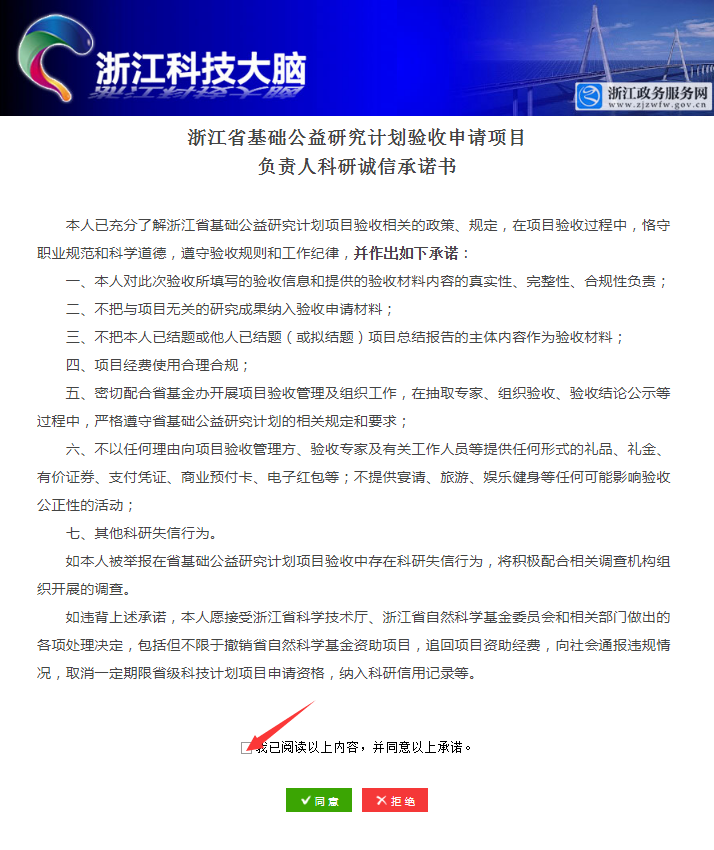 浙江科技大脑
浙江政务服务网
www.zjzwfw.gov.cn
浙江省基础公益研究计划验收申请项目
负责人科研诚信承诺书
本人已充分了解浙江省基础公益研究计划项目验收相关的政策、规定，在项目验收过程中，恪守
职业规范和科学道德，遵守验收规则和工作纪律，并作出如下承诺：
一、本人对此次验收所填写的验收信息和提供的验收材料内容的真实性、完整性、合规性负责；
二、不把与项目无关的研究成果纳入验收申请材料；
三、不把本人已结题或他人已结题（或拟结题）项目总结报告的主体内容作为验收材料；
四、项目经费使用合理合规；
五、密切配合省基金办开展项目验收管理及组织工作，在抽取专家、组织验收、验收结论公示等
过程中，严格遵守省基础公益研究计划的相关规定和要求；
六、不以任何理由向项目验收管理方、验收专家及有关工作人员等提供任何形式的礼品、礼金、
有价证券、支付凭证、商业预付卡、电子红包等；不提供宴请、旅游、娱乐健身等任何可能影响验收
公正性的活动；
七、其他科研失信行为。
如本人被举报在省基础公益研究计划项目验收中存在科研失信行为，将积极配合相关调查机构组
织开展的调查。
如违背上述承诺，本人愿接受浙江省科学技术厅、浙江省自然科学基金委员会和相关部门做出的
各项处理决定，包括但不限于撤销省自然科学基金资助项目，追回项目资助经费，向社会通报违规情
况，取消一定期限省级科技计划项目申请资格，纳入科研信用记录等。
我已阅读以上内容，并同意以上承诺。
同意
拒绝